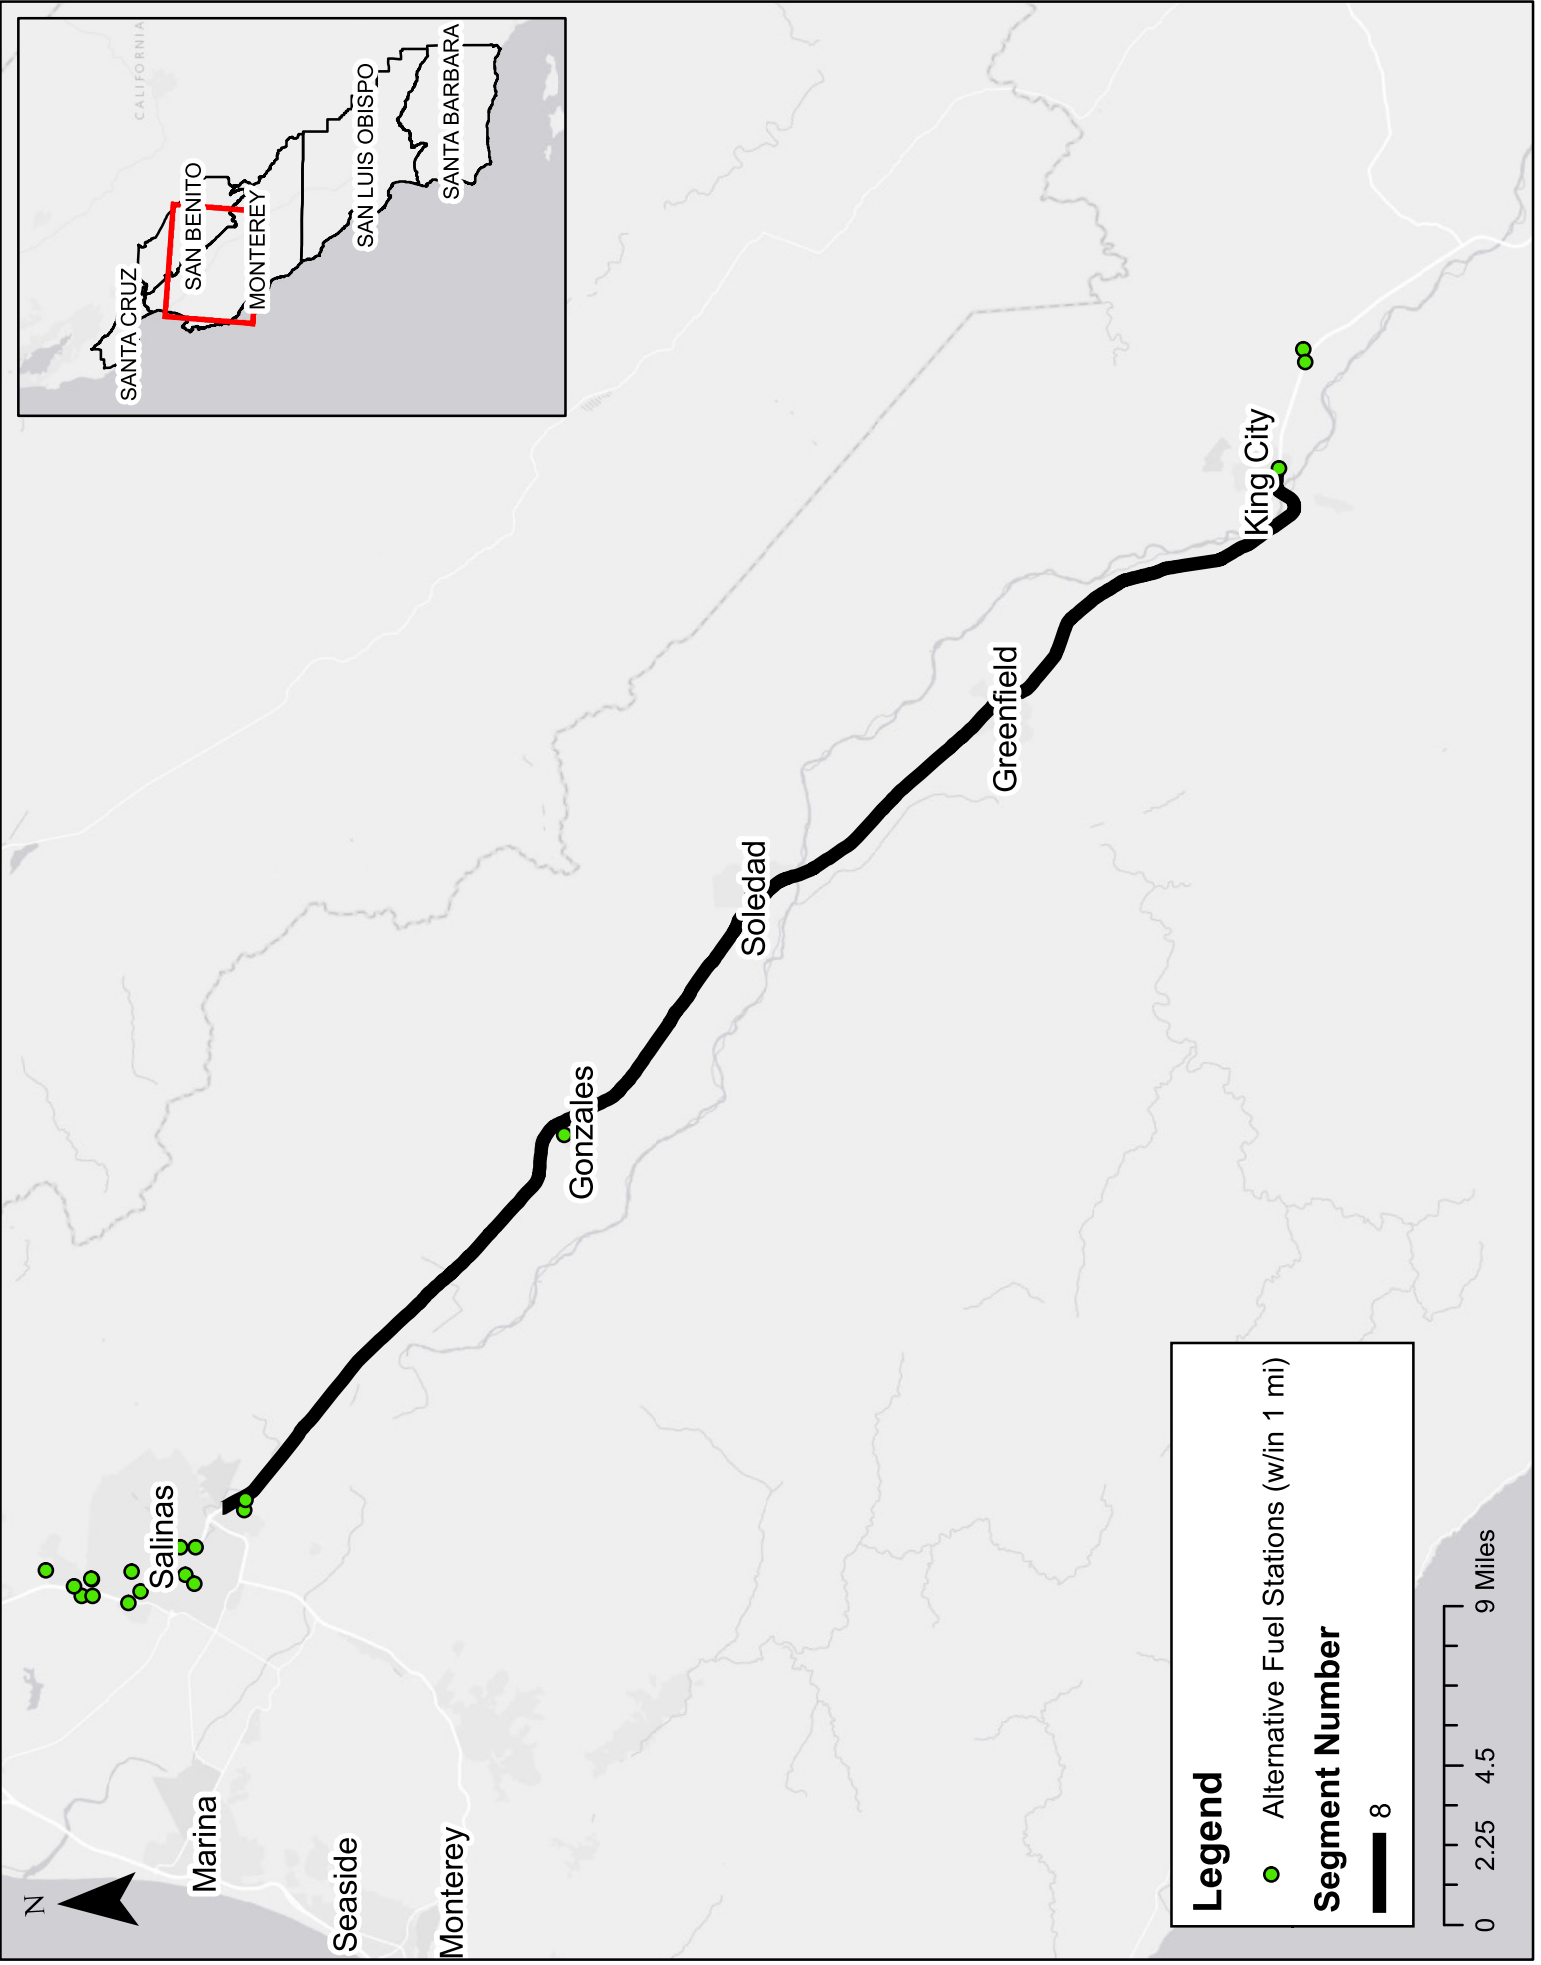 N
Marina
Seaside
Monterey
Salinas
Gonzales
Soledad
Greenfield
King City
CALIFORNIA
SANTA CRUZ
SAN BENITO
MONTEREY
SAN LUIS OBISPO
SANTA BARBARA
Legend
Alternative Fuel Stations (w/in 1 mi)
Segment Number
8
0 2.25 4.5 9 Miles